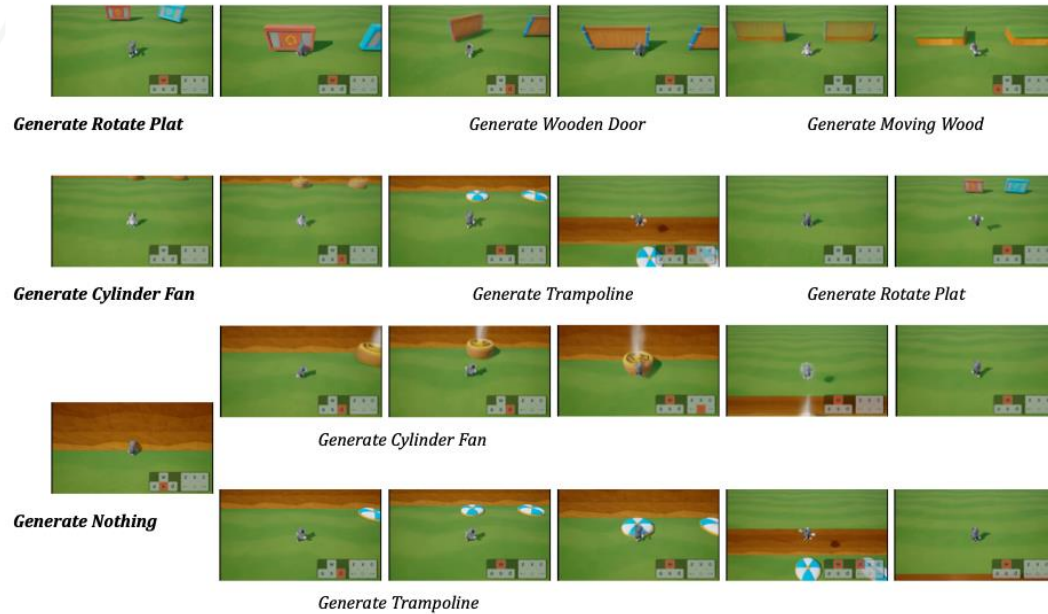 Generate Rotate Plat
Generate Wooden Door
Generate Moving Wood
Generate Cylinder Fan
Generate Trampoline
Generate Rotate Plat
Generate Cylinder Fan
Generate Nothing
Generate Trampoline